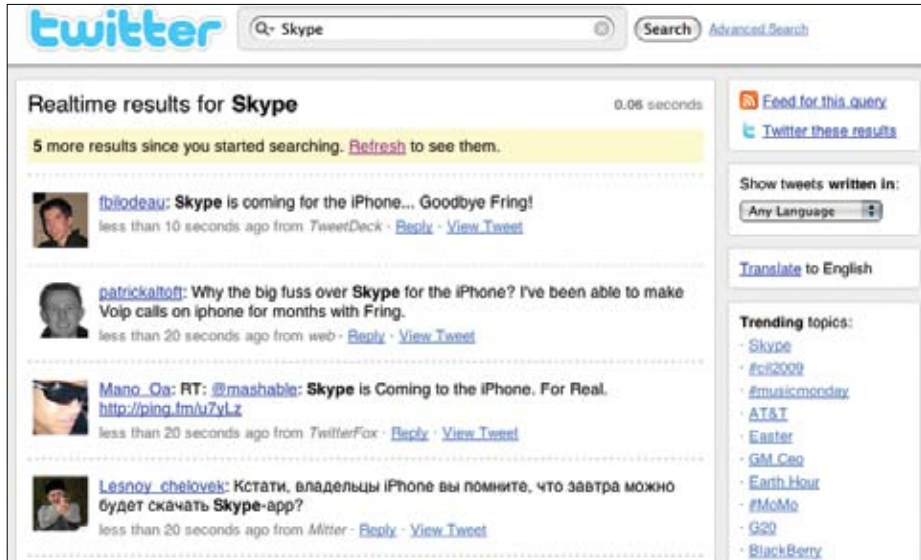 twitter
Skype
Search
Advanced Search
Realtime results for Skype
0.06 seconds
5 more results since you started searching. Refresh to see them.
fbilodeau: Skype is coming for the iPhone... Goodbye Fring!
less than 10 seconds ago from TweetDeck · Reply · View Tweet
patrickaltoft: Why the big fuss over Skype for the iPhone? I've been able to make
Voip calls on iphone for months with Fring.
less than 20 seconds ago from web · Reply · View Tweet
Mano_Oa: RT: @mashable: Skype is Coming to the iPhone. For Real.
http://ping.fm/u7yLz
less than 20 seconds ago from TwitterFox · Reply · View Tweet
Lesnoy_chelovek: Кстати, владельцы iPhone вы помните, что завтра можно
будет скачать Skype-app?
less than 20 seconds ago from Mitter · Reply · View Tweet
Feed for this query
Twitter these results
Show tweets written in:
Any Language
Translate to English
Trending topics:
· Skype
· #cil2009
· #musicmonday
· AT&T
· Easter
· GM Ceo
· Earth Hour
· #MoMo
· G20
· BlackBerry